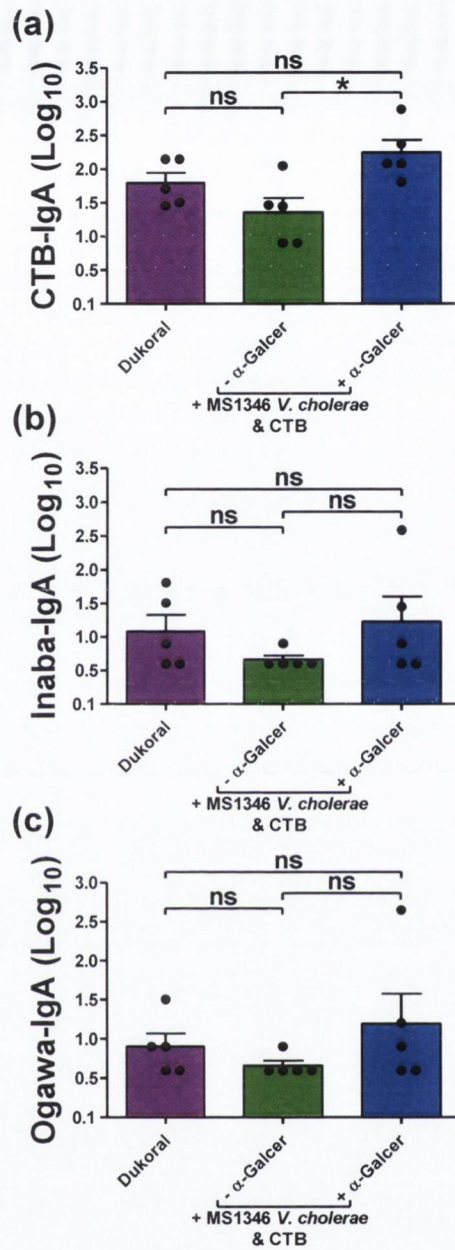 (a)
ns
ns
*
CTB-IgA (Log10)
3.5
3.0
2.5
2.0
1.5
1.0
0.5
0.1
Dukoral
- α-Galcer
+ α-Galcer
+ MS1346 V. cholerae
& CTB
(b)
ns
ns
ns
Inaba-IgA (Log10)
3.5
3.0
2.5
2.0
1.5
1.0
0.5
0.1
Dukoral
- α-Galcer
+ α-Galcer
+ MS1346 V. cholerae
& CTB
(c)
ns
ns
ns
Ogawa-IgA (Log10)
3.0
2.5
2.0
1.5
1.0
0.5
0.1
Dukoral
- α-Galcer
+ α-Galcer
+ MS1346 V. cholerae
& CTB